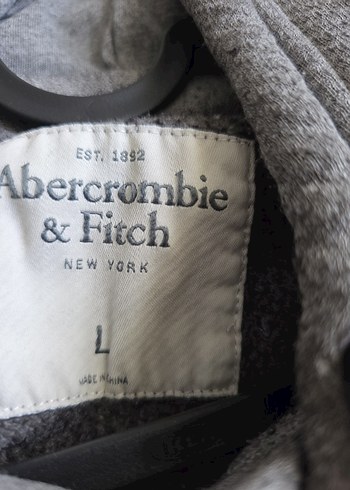 EST. 1892
Abercrombie
& Fitch
NEW YORK
L
MADE IN CHINA